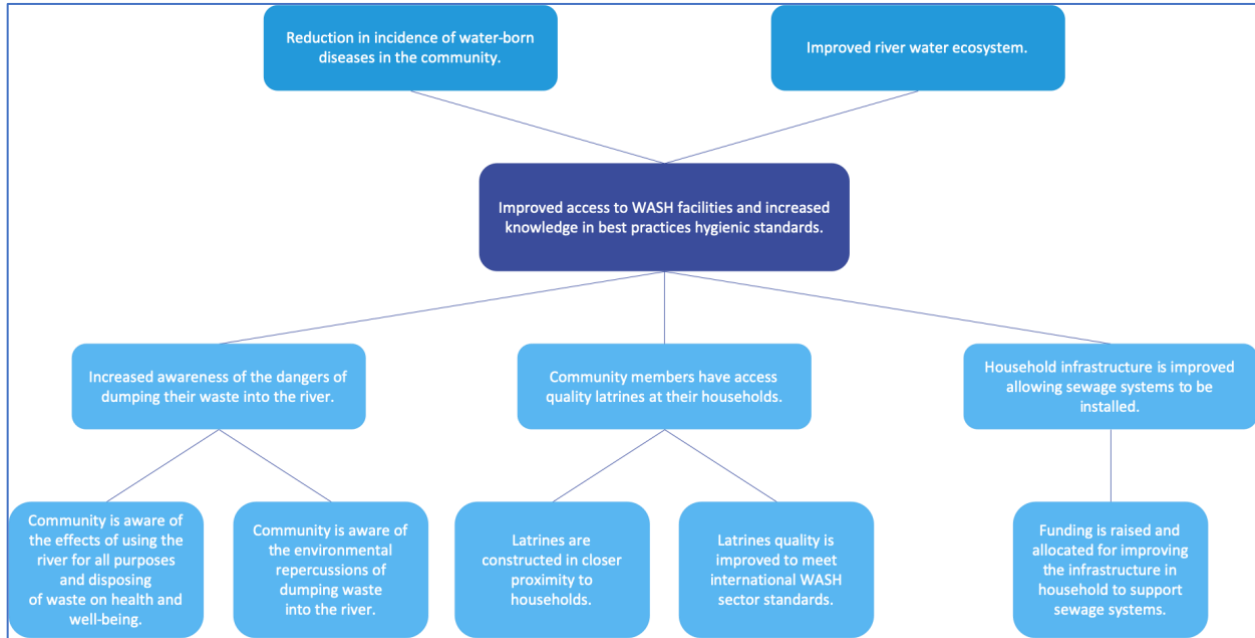 Reduction in incidence of water-born
diseases in the community.
Improved river water ecosystem.
Improved access to WASH facilities and increased
knowledge in best practices hygienic standards.
Increased awareness of the dangers of
dumping their waste into the river.
Community members have access
quality latrines at their households.
Household infrastructure is improved
allowing sewage systems to be
installed.
Community is aware of
the effects of using the
river for all purposes
and disposing
of waste on health and
well-being.
Community is aware of
the environmental
repercussions of
dumping waste
into the river.
Latrines are
constructed in closer
proximity to
households.
Latrines quality is
improved to meet
international WASH
sector standards.
Funding is raised and
allocated for improving
the infrastructure in
household to support
sewage systems.